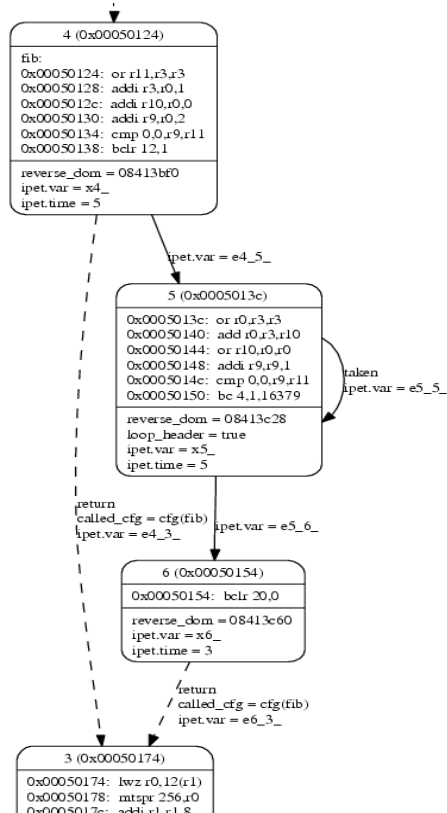 4 (0x00050124)
fib:
0x00050124: or r11,r3,r3
0x00050128: addi r3,r0,1
0x0005012c: addi r10,r0,0
0x00050130: addi r9,r0,2
0x00050134: cmp 0,0,r9,r11
0x00050138: bclr 12,1
reverse_dom = 08413bf0
ipet.var = x4_
ipet.time = 5
ipet.var = e4_5_
5 (0x0005013c)
0x0005013c: or r0,r3,r3
0x00050140: add r0,r3,r10
0x00050144: or r10,r0,r0
0x00050148: addi r9,r9,1
0x0005014c: cmp 0,0,r9,r11
0x00050150: bc 4,1,16379
reverse_dom = 08413c28
loop_header = true
ipet.var = x5_
ipet.time = 5
taken
ipet.var = e5_5_
return
called_cfg = cfg(fib)
ipet.var = e4_3_
ipet.var = e5_6_
6 (0x00050154)
0x00050154: bclr 20,0
reverse_dom = 08413c60
ipet.var = x6_
ipet.time = 3
return
called_cfg = cfg(fib)
ipet.var = e6_3_
3 (0x00050174)
0x00050174: lwz r0,12(r1)
0x00050178: mtspr 256,r0
0x0005017c: addi r1,r1,8